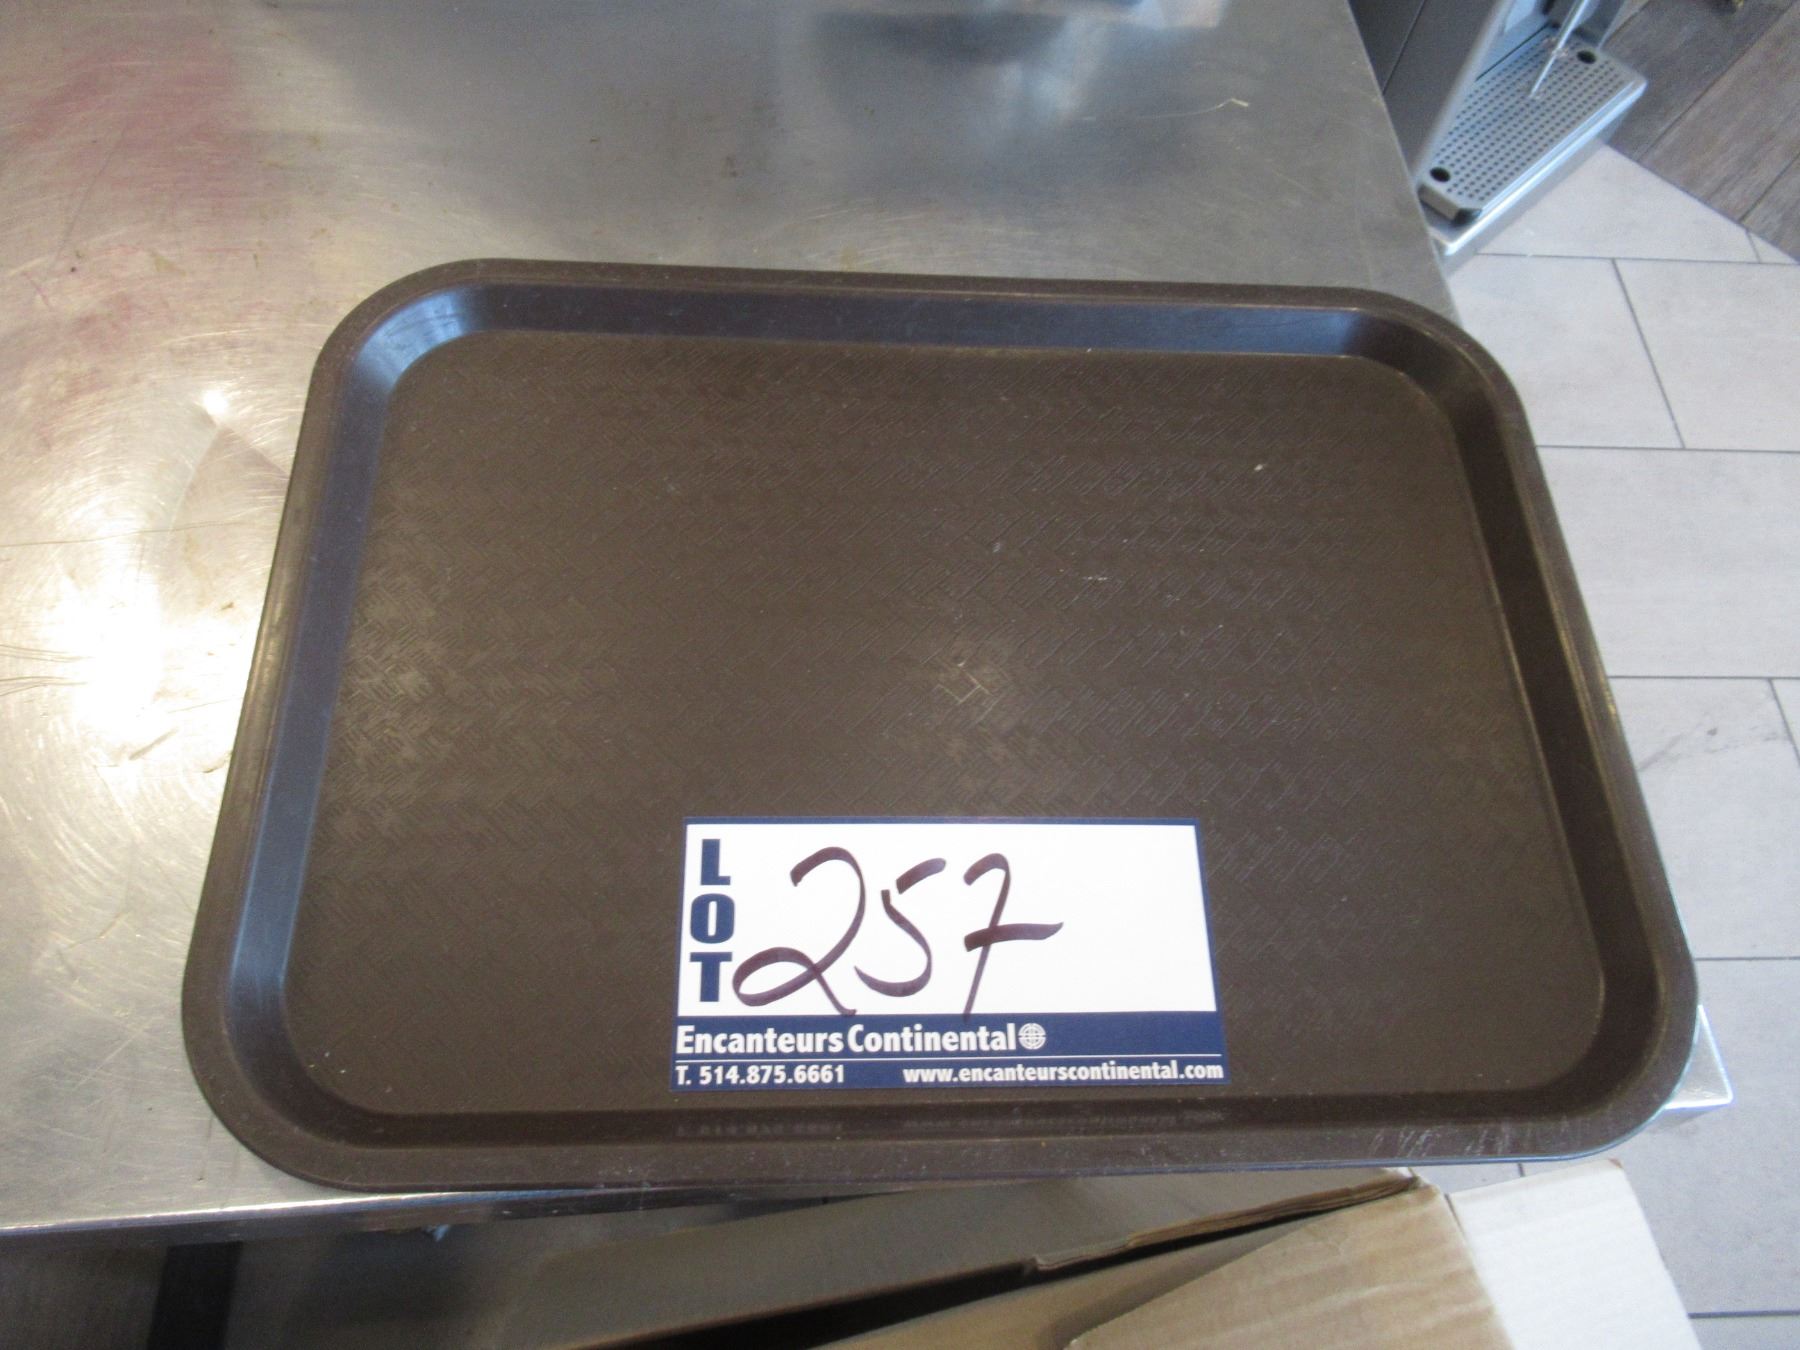 LOT 257
Encanteurs Continental
T. 514.875.6661 www.encanteurscontinental.com